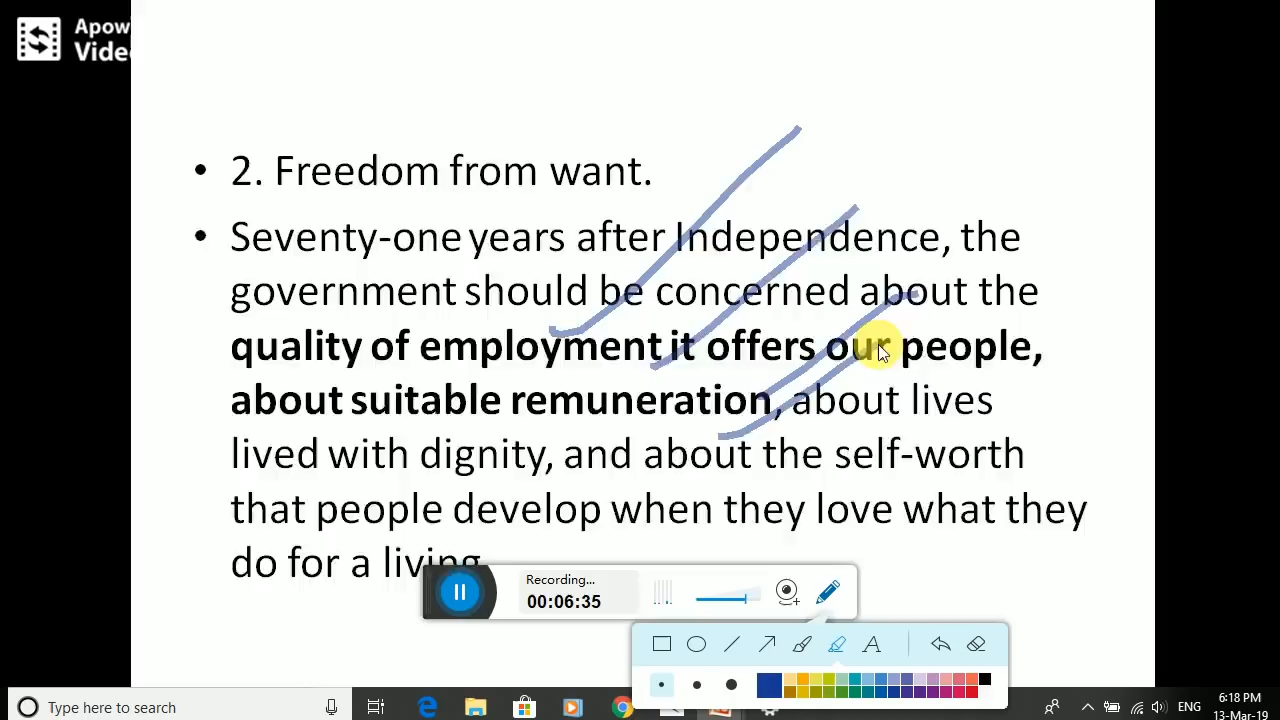 Apow
Video
• 2. Freedom from want.
• Seventy-one years after Independence, the
government should be concerned about the
quality of employment it offers our people,
about suitable remuneration, about lives
lived with dignity, and about the self-worth
that people develop when they love what they
do for a living
Recording...
00:06:35
A
Type here to search
ENG
6:18 PM
13-Mar-19